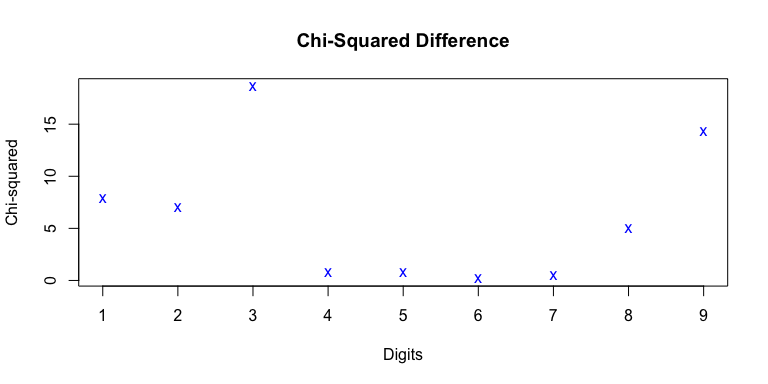 Chi-Squared Difference
Chi-squared
15
10
5
0
x x x x x x x x x
1 2 3 4 5 6 7 8 9
Digits